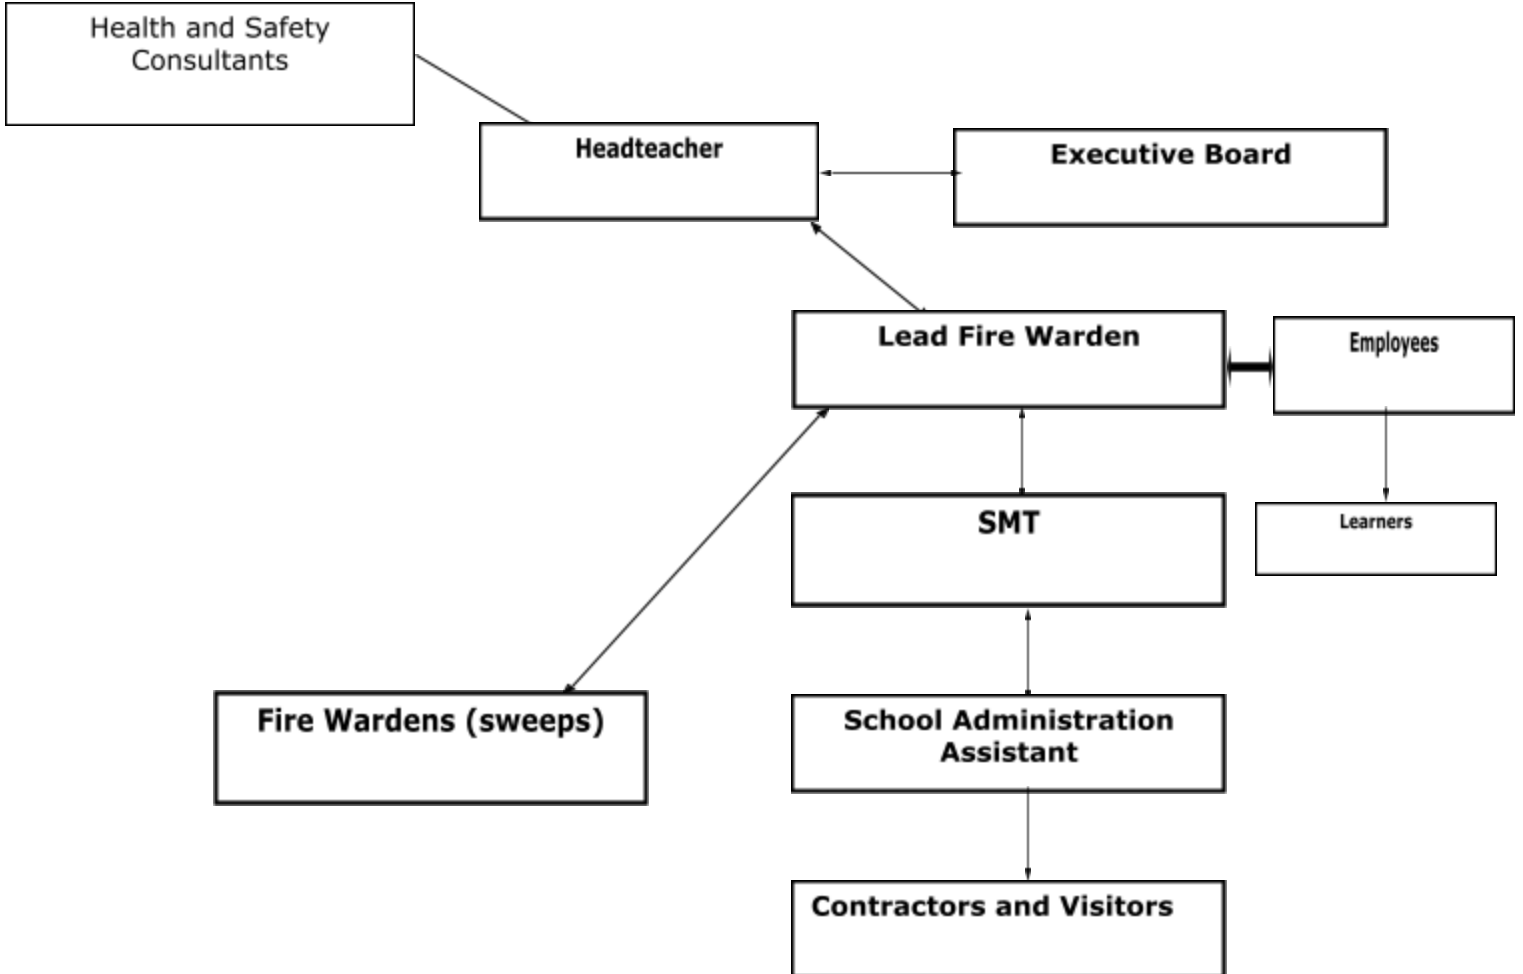 Health and Safety
Consultants
Headteacher
Executive Board
Lead Fire Warden
Employees
SMT
Learners
Fire Wardens (sweeps)
School Administration
Assistant
Contractors and Visitors